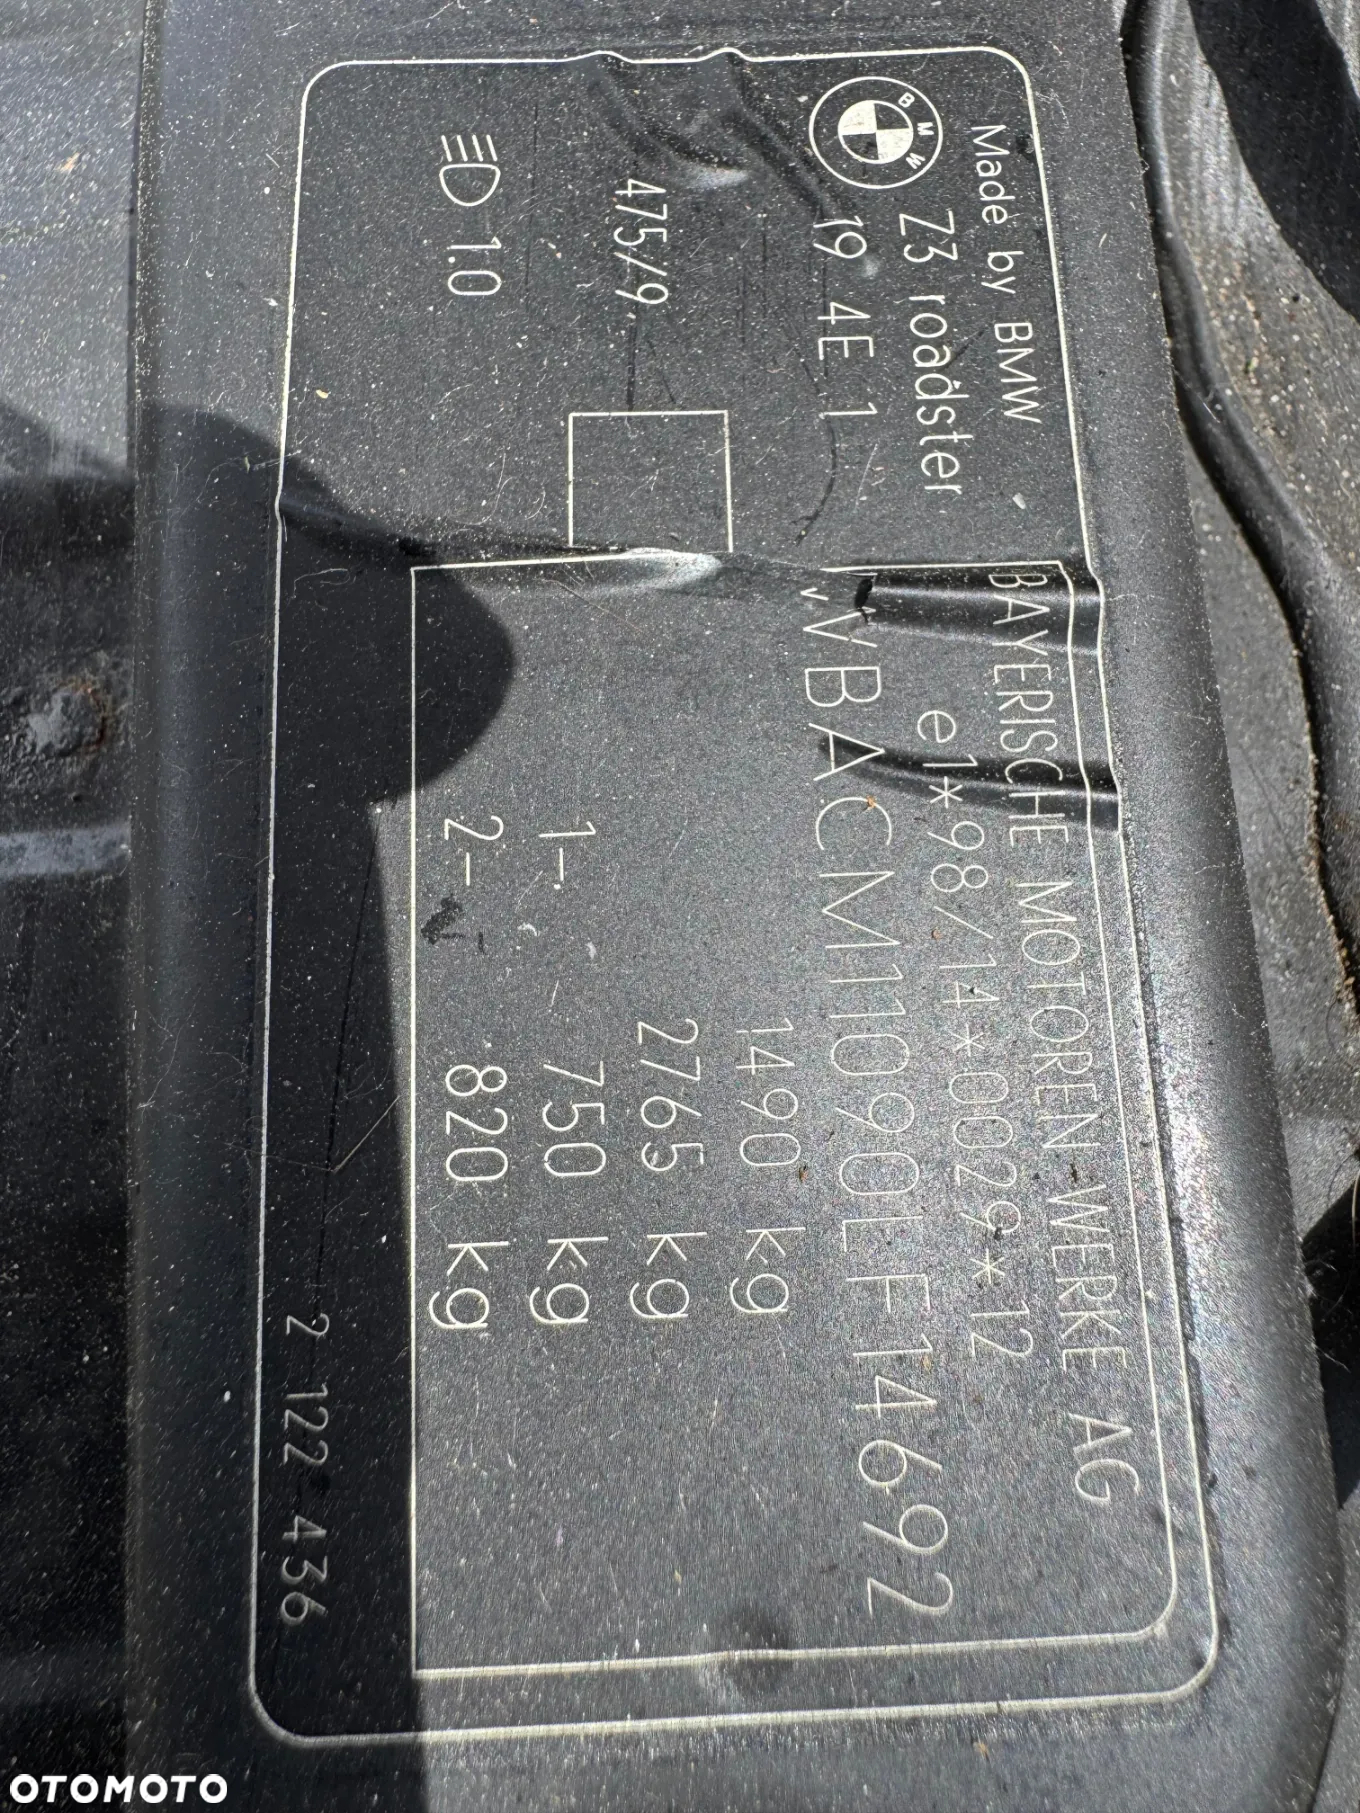 BMW
Made by BMW
Z3 roadster
19 4E 1
475/9
1.0
BAYERISCHE MOTOREN WERKE AG
e1*98/14*0029*12
WBACM11090LF14692
1490 kg
2765 kg
1- 750 kg
2- 820 kg
2 122 436
OTOMOTO